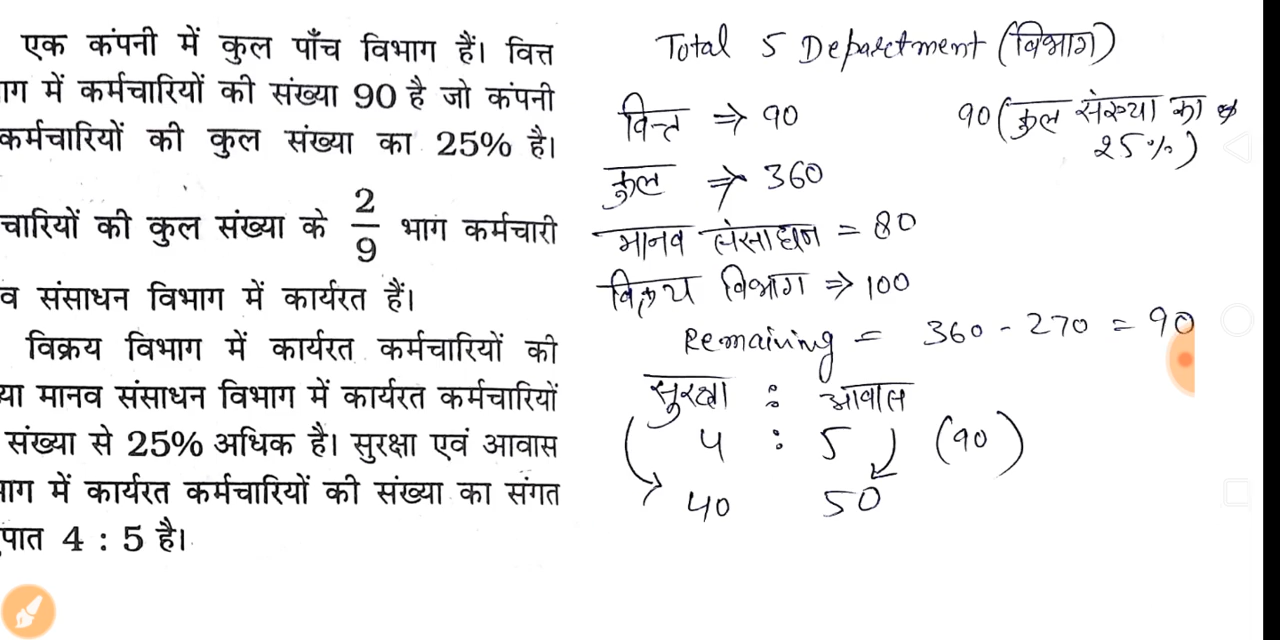 एक कंपनी में कुल पाँच विभाग हैं। वित्त
ाग में कर्मचारियों की संख्या 90 है जो कंपनी
कर्मचारियों की कुल संख्या का 25% है।
चारियों की कुल संख्या के 2/9 भाग कर्मचारी
व संसाधन विभाग में कार्यरत हैं।
विक्रय विभाग में कार्यरत कर्मचारियों की
या मानव संसाधन विभाग में कार्यरत कर्मचारियों
संख्या से 25% अधिक है। सुरक्षा एवं आवास
ाग में कार्यरत कर्मचारियों की संख्या का संगत
पात 4 : 5 है।
Total 5 Department (विभाग)
वित्त ⇒ 90
90 (कुल संख्या का
25%)
कुल ⇒ 360
मानव संसाधन = 80
विक्रय विभाग ⇒ 100
Remaining = 360 - 270 = 90
सुरक्षा : आवास
4 : 5 (90)
40 50